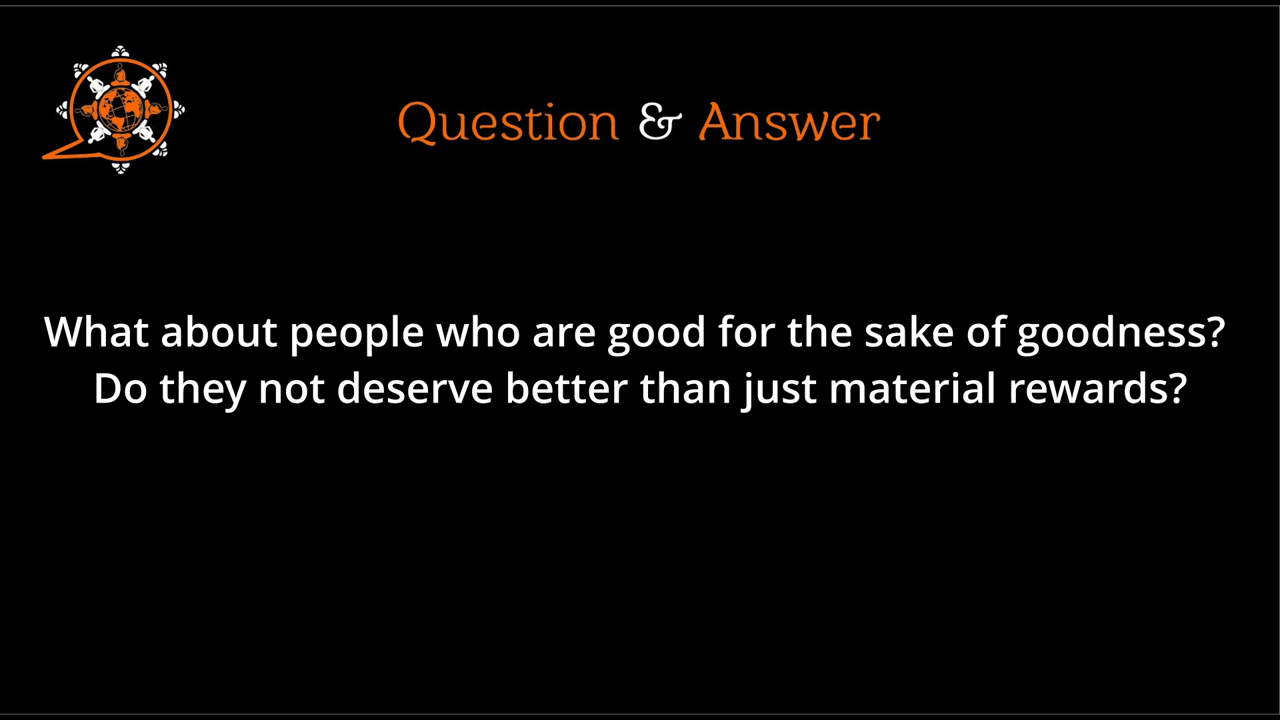 Question & Answer
What about people who are good for the sake of goodness?
Do they not deserve better than just material rewards?